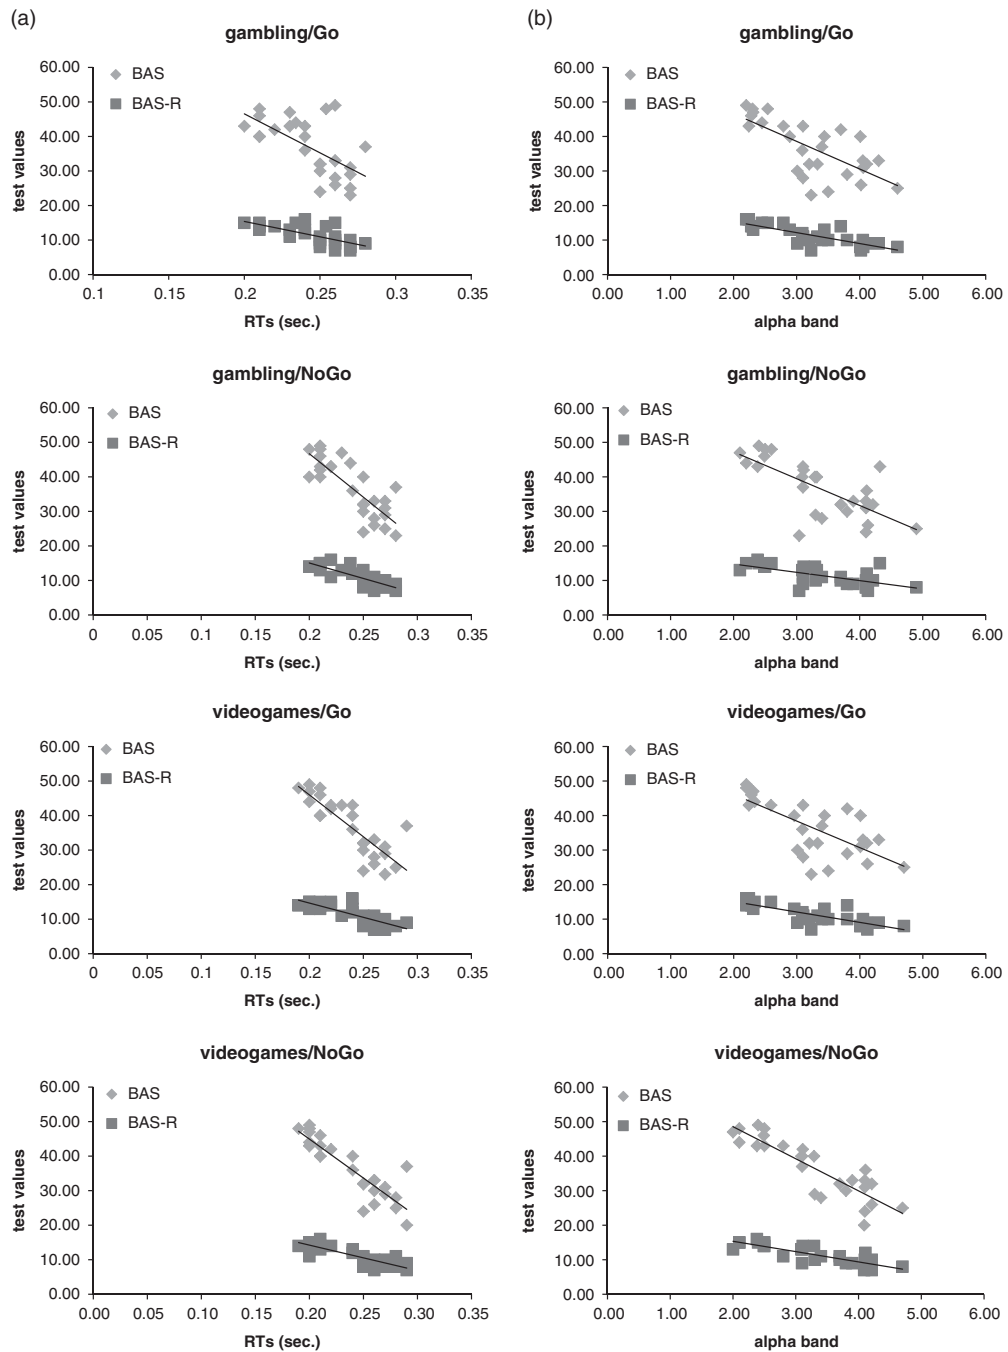 (a)
gambling/Go
60.00
50.00
40.00
30.00
20.00
10.00
0.00
test values
BAS
BAS-R
0.1 0.15 0.2 0.25 0.3 0.35
RTs (sec.)
gambling/NoGo
60.00
50.00
40.00
30.00
20.00
10.00
0.00
test values
BAS
BAS-R
0 0.05 0.1 0.15 0.2 0.25 0.3 0.35
RTs (sec.)
videogames/Go
60.00
50.00
40.00
30.00
20.00
10.00
0.00
test values
BAS
BAS-R
0 0.05 0.1 0.15 0.2 0.25 0.3 0.35
RTs (sec.)
videogames/NoGo
60.00
50.00
40.00
30.00
20.00
10.00
0.00
test values
BAS
BAS-R
0 0.05 0.1 0.15 0.2 0.25 0.3 0.35
RTs (sec.)
(b)
gambling/Go
60.00
50.00
40.00
30.00
20.00
10.00
0.00
test values
BAS
BAS-R
0.00 1.00 2.00 3.00 4.00 5.00 6.00
alpha band
gambling/NoGo
60.00
50.00
40.00
30.00
20.00
10.00
0.00
test values
BAS
BAS-R
0.00 1.00 2.00 3.00 4.00 5.00 6.00
alpha band
videogames/Go
60.00
50.00
40.00
30.00
20.00
10.00
0.00
test values
BAS
BAS-R
0.00 1.00 2.00 3.00 4.00 5.00 6.00
alpha band
videogames/NoGo
60.00
50.00
40.00
30.00
20.00
10.00
0.00
test values
BAS
BAS-R
0.00 1.00 2.00 3.00 4.00 5.00 6.00
alpha band